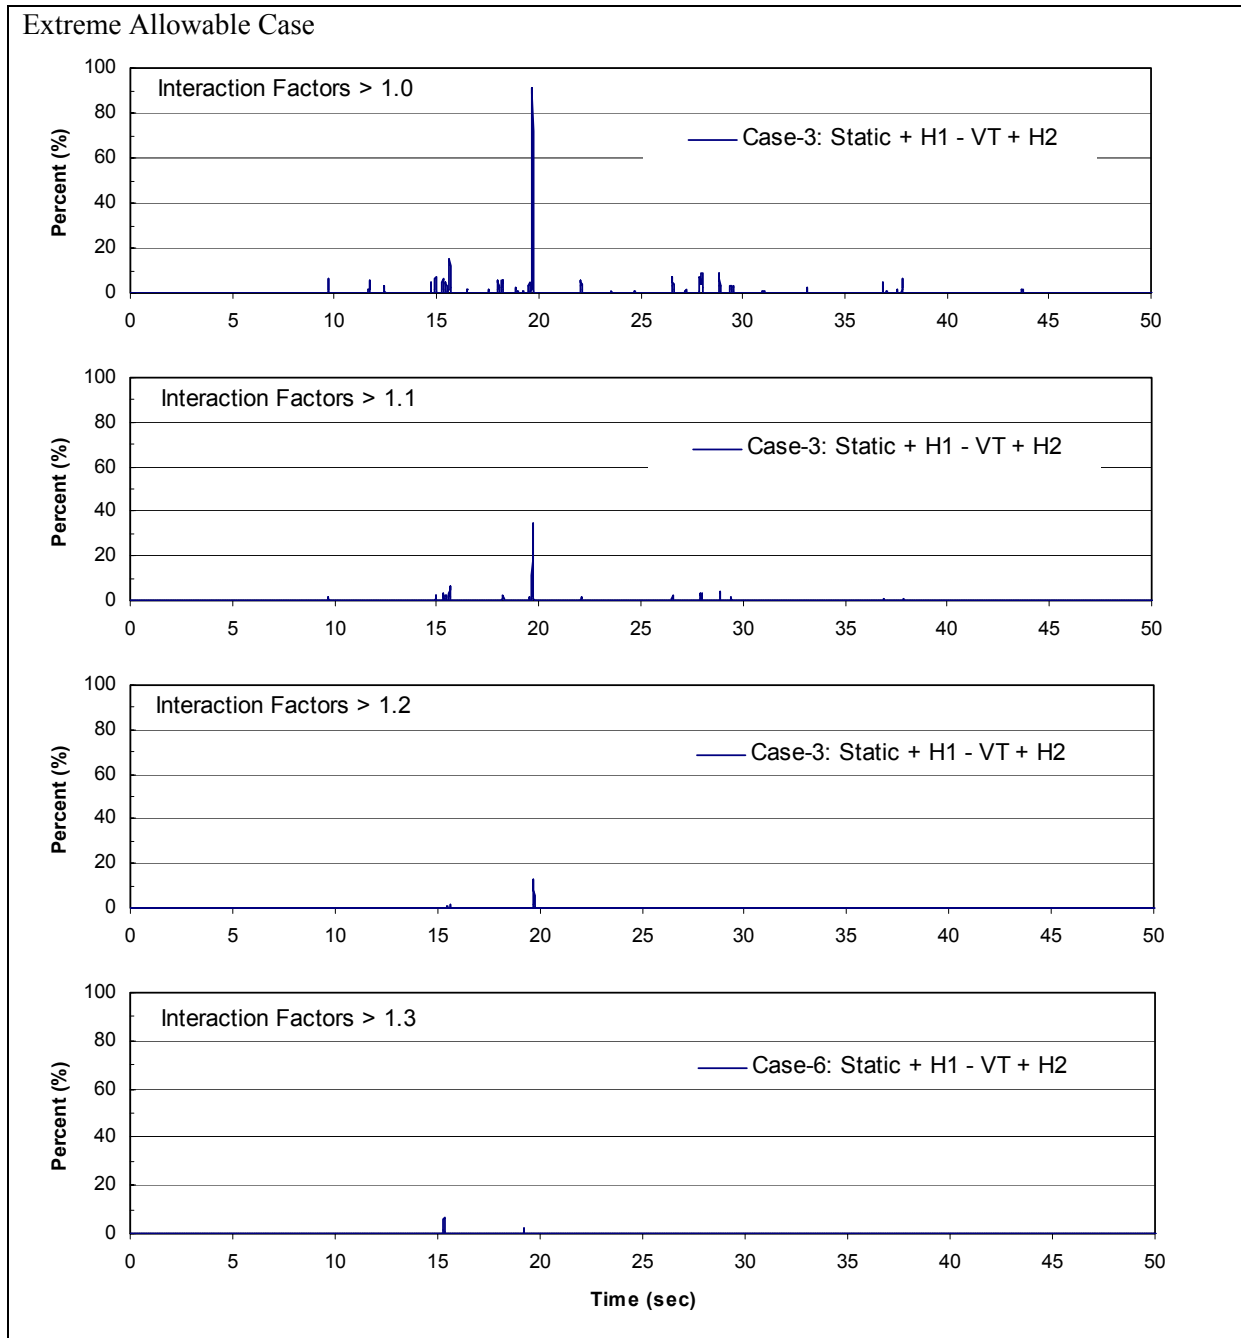 Extreme Allowable Case
100
80
60
40
20
0
Percent (%)
Interaction Factors > 1.0
Case-3: Static + H1 - VT + H2
0 5 10 15 20 25 30 35 40 45 50
100
80
60
40
20
0
Percent (%)
Interaction Factors > 1.1
Case-3: Static + H1 - VT + H2
0 5 10 15 20 25 30 35 40 45 50
100
80
60
40
20
0
Percent (%)
Interaction Factors > 1.2
Case-3: Static + H1 - VT + H2
0 5 10 15 20 25 30 35 40 45 50
100
80
60
40
20
0
Percent (%)
Interaction Factors > 1.3
Case-6: Static + H1 - VT + H2
0 5 10 15 20 25 30 35 40 45 50
Time (sec)